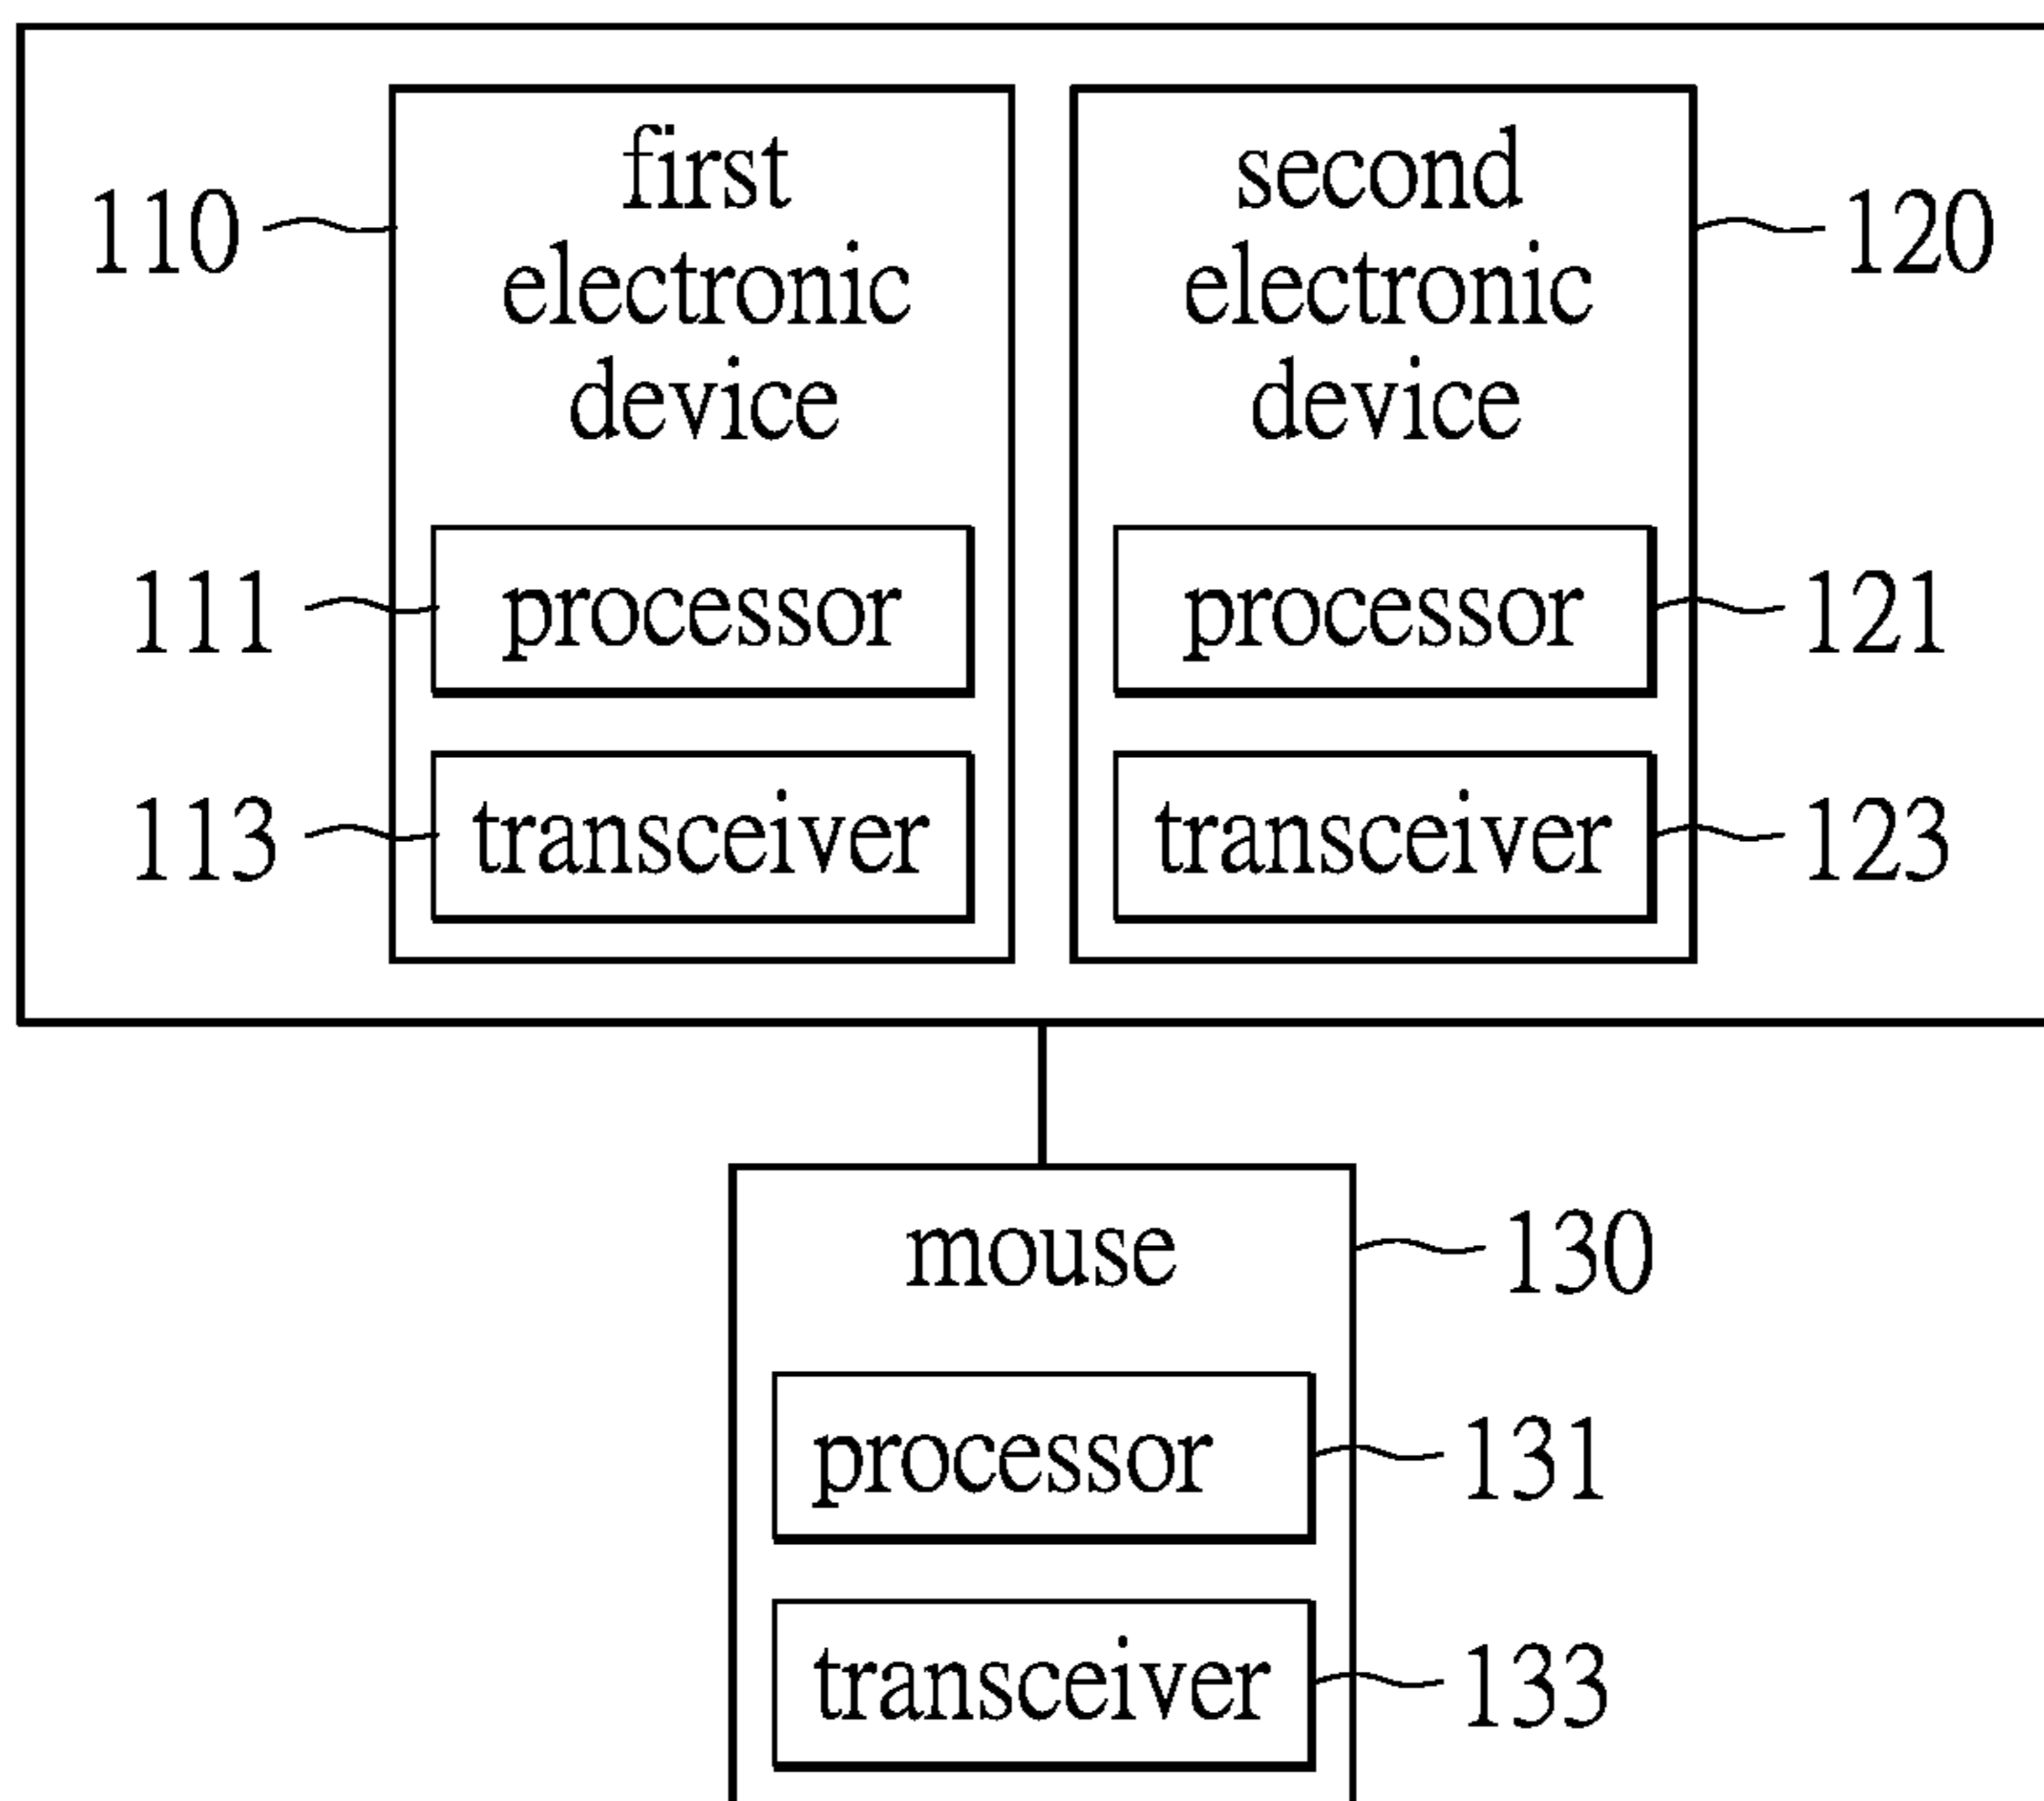 first
electronic
device
110
second
electronic
device
120
111
processor
processor
121
113
transceiver
transceiver
123
mouse
130
processor
131
transceiver
133